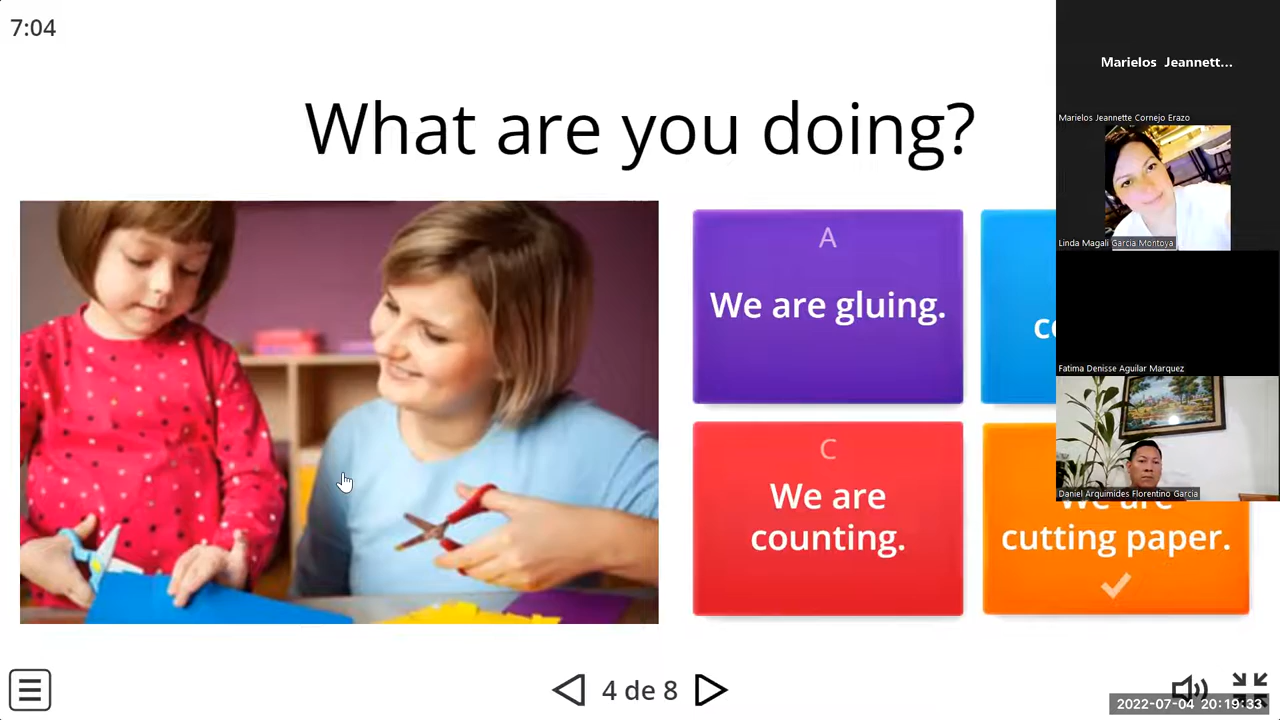 7:04
What are you doing?
A
We are gluing.
C
We are
counting.
cutting paper.
4 de 8
Marielos Jeannett...
Marielos Jeannette Cornejo Erazo
Linda Magali Garcia Montoya
Fatima Denisse Aguilar Marquez
Daniel Arquimides Florentino Garcia
2022-07-04 20:19:33